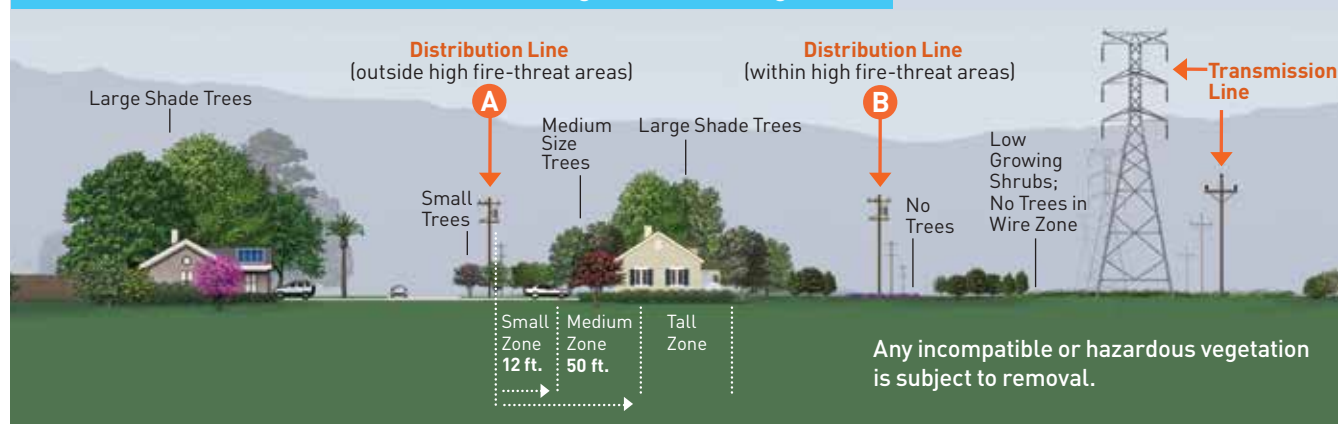 Distribution Line
(outside high fire-threat areas)
A
Distribution Line
(within high fire-threat areas)
B
Transmission
Line
Large Shade Trees
Small
Trees
Medium
Size
Trees
Large Shade Trees
No
Trees
Low
Growing
Shrubs;
No Trees in
Wire Zone
Small
Zone
12 ft.
Medium
Zone
50 ft.
Tall
Zone
Any incompatible or hazardous vegetation
is subject to removal.